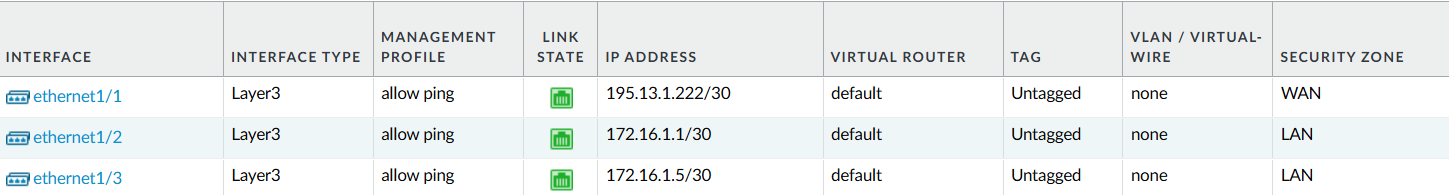 INTERFACE INTERFACE TYPE MANAGEMENT PROFILE LINK STATE IP ADDRESS VIRTUAL ROUTER TAG VLAN / VIRTUAL-WIRE SECURITY ZONE
ethernet1/1 Layer3 allow ping 195.13.1.222/30 default Untagged none WAN
ethernet1/2 Layer3 allow ping 172.16.1.1/30 default Untagged none LAN
ethernet1/3 Layer3 allow ping 172.16.1.5/30 default Untagged none LAN